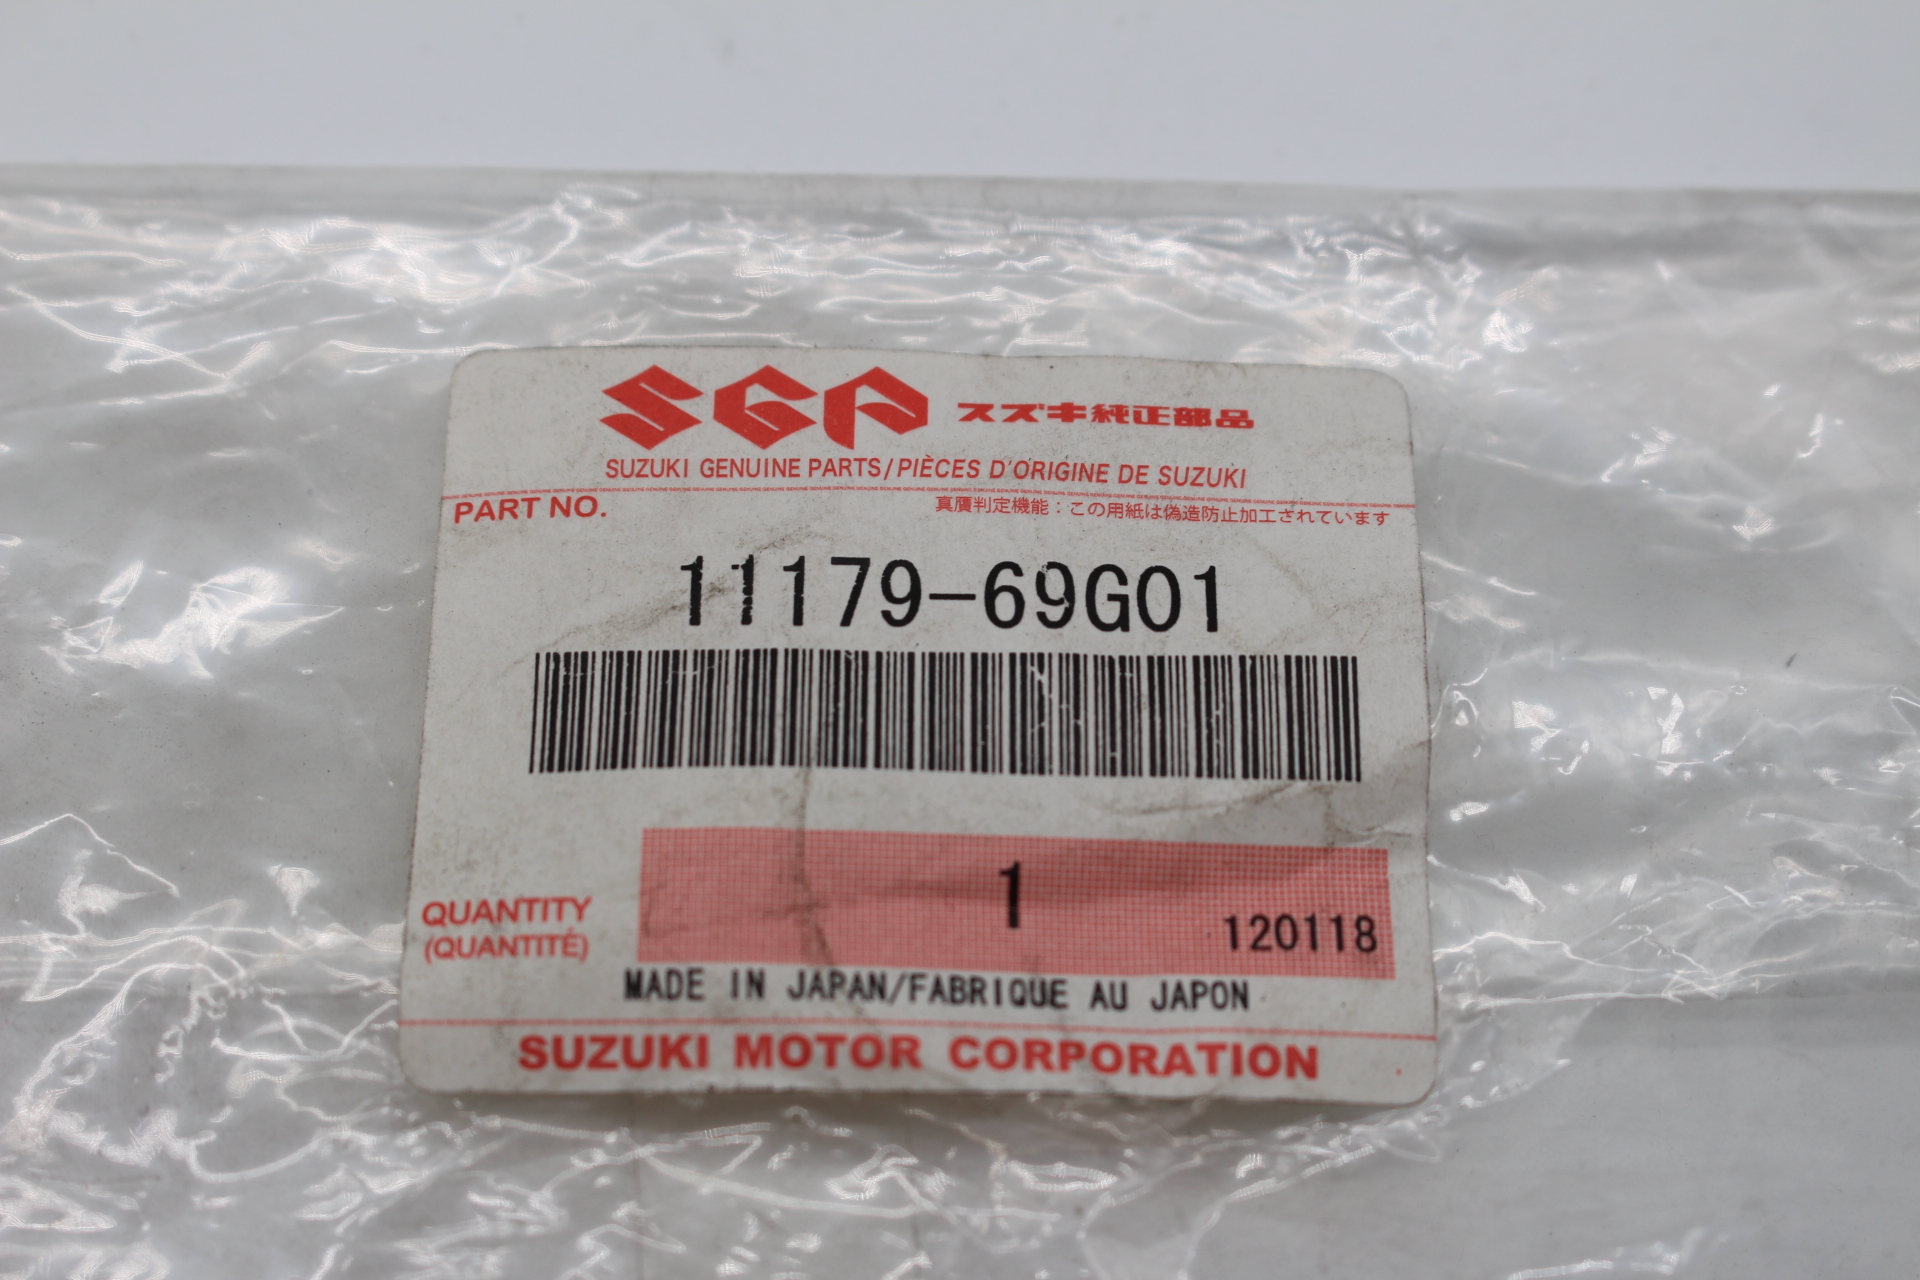 SGP スズキ純正部品
SUZUKI GENUINE PARTS/PIÈCES D'ORIGINE DE SUZUKI
PART NO.
真贋判定機能：この用紙は偽造防止加工されています
11179-69G01
1
QUANTITY
(QUANTITÉ)
120118
MADE IN JAPAN/FABRIQUE AU JAPON
SUZUKI MOTOR CORPORATION